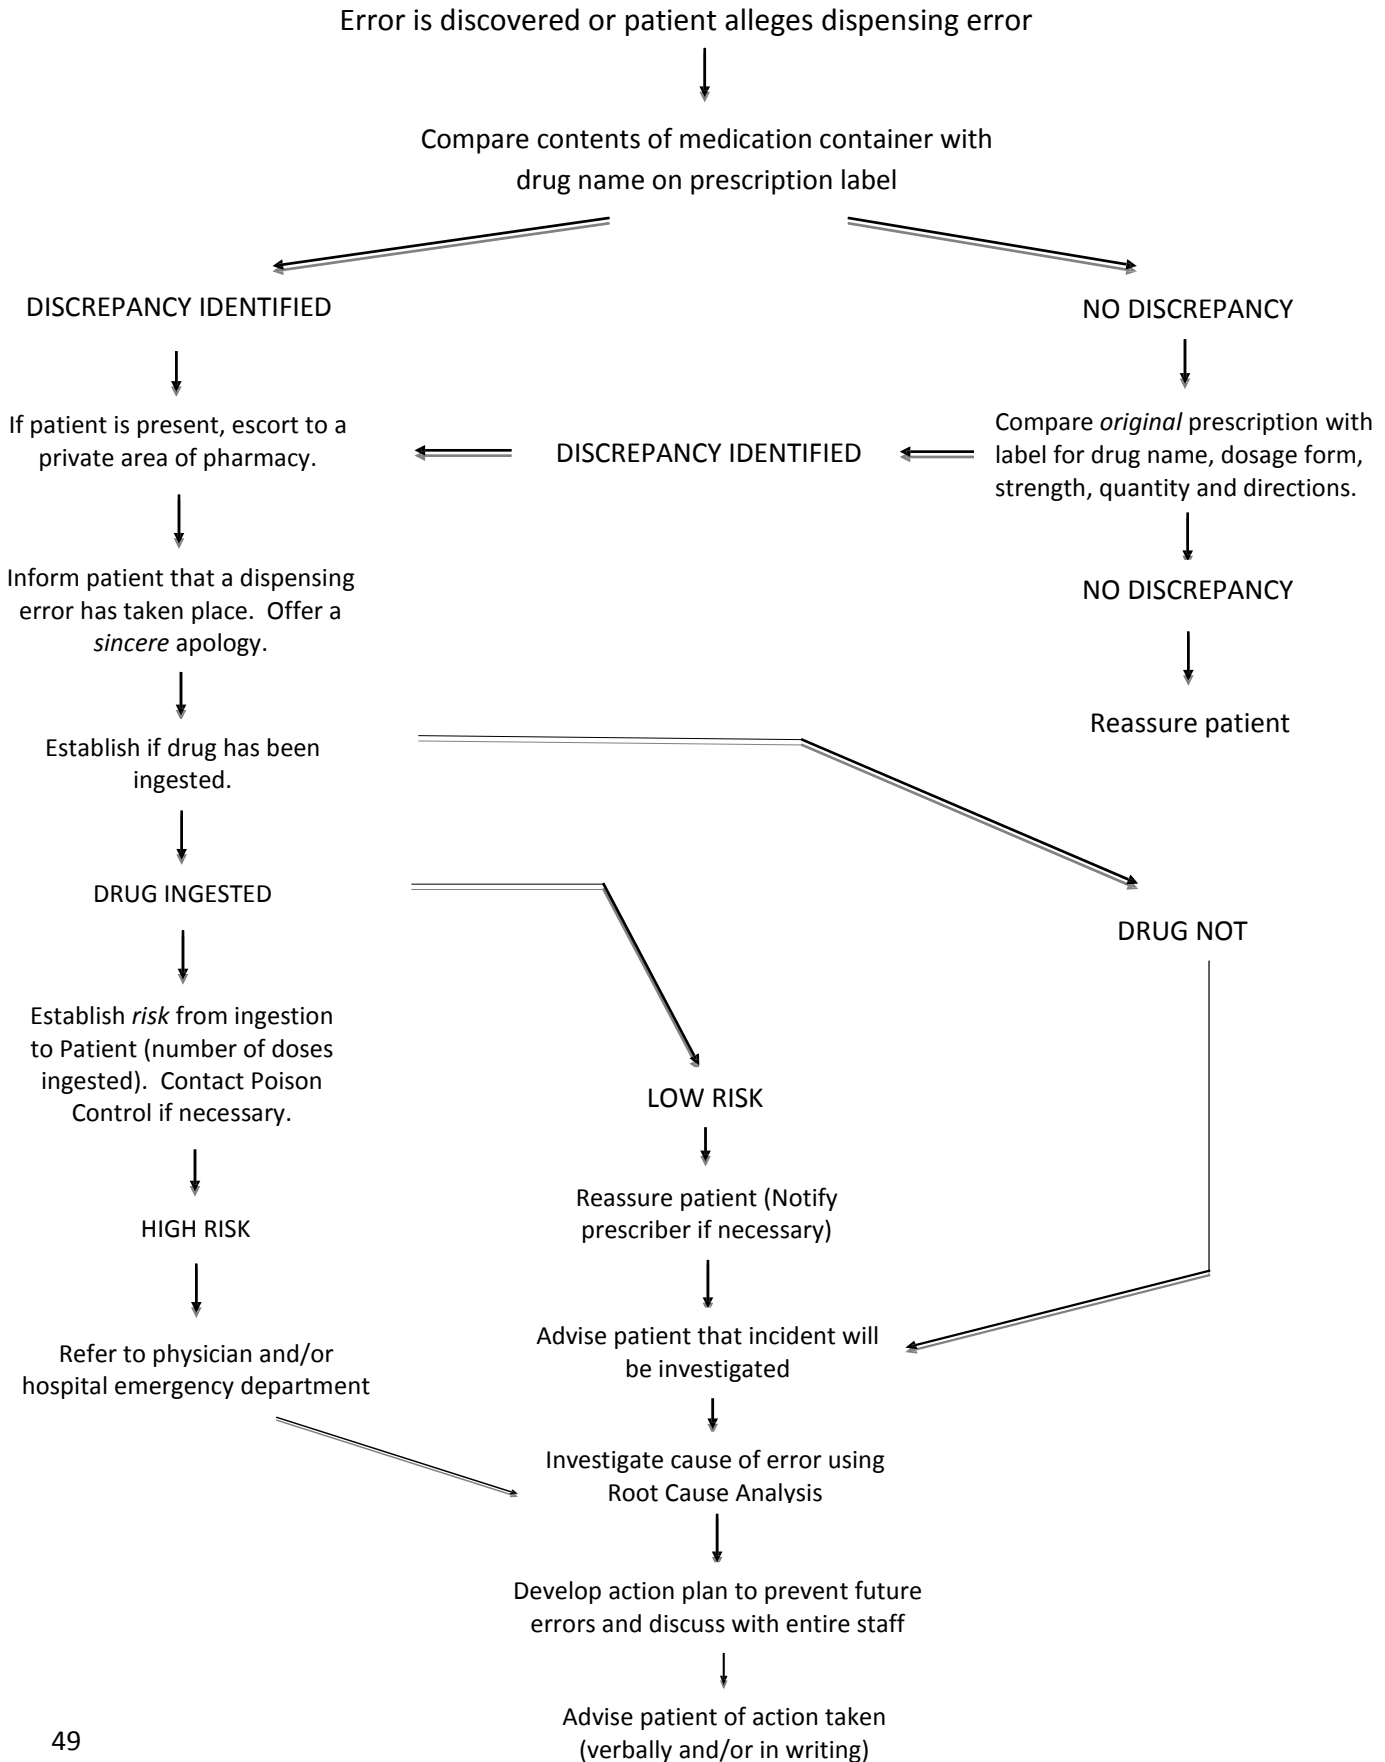 Error is discovered or patient alleges dispensing error
Compare contents of medication container with
drug name on prescription label
DISCREPANCY IDENTIFIED
NO DISCREPANCY
If patient is present, escort to a
private area of pharmacy.
DISCREPANCY IDENTIFIED
Compare original prescription with
label for drug name, dosage form,
strength, quantity and directions.
Inform patient that a dispensing
error has taken place.  Offer a
sincere apology.
NO DISCREPANCY
Reassure patient
Establish if drug has been
ingested.
DRUG INGESTED
DRUG NOT
Establish risk from ingestion
to Patient (number of doses
ingested).  Contact Poison
Control if necessary.
LOW RISK
Reassure patient (Notify
prescriber if necessary)
HIGH RISK
Advise patient that incident will
be investigated
Refer to physician and/or
hospital emergency department
Investigate cause of error using
Root Cause Analysis
Develop action plan to prevent future
errors and discuss with entire staff
Advise patient of action taken
(verbally and/or in writing)
49